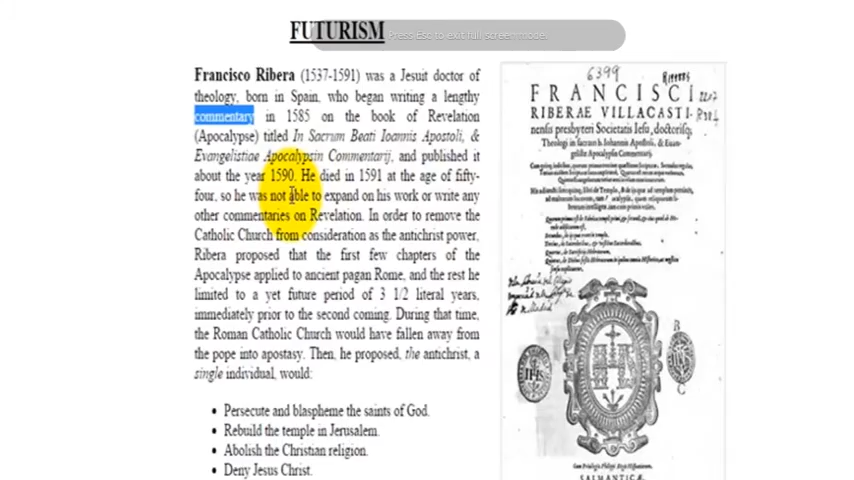 FUTURISM
Press Esc to exit full screen mode.
Francisco Ribera (1537-1591) was a Jesuit doctor of
theology, born in Spain, who began writing a lengthy
commentary in 1585 on the book of Revelation
(Apocalypse) titled In Sacrum Beati Ioannis Apostoli, &
Evangelistiae Apocalypsin Commentarij, and published it
about the year 1590. He died in 1591 at the age of fifty-
four, so he was not able to expand on his work or write any
other commentaries on Revelation. In order to remove the
Catholic Church from consideration as the antichrist power,
Ribera proposed that the first few chapters of the
Apocalypse applied to ancient pagan Rome, and the rest he
limited to a yet future period of 3 1/2 literal years,
immediately prior to the second coming. During that time,
the Roman Catholic Church would have fallen away from
the pope into apostasy. Then, he proposed, the antichrist, a
single individual, would:
• Persecute and blaspheme the saints of God.
• Rebuild the temple in Jerusalem.
• Abolish the Christian religion.
• Deny Jesus Christ.
6399
FRANCISCI
RIBERAE VILLACASTI-
nensis presbyteri Societatis Iesu, doctorisq,
Theologi in sacram b. Iohannis Apostoli, & Euan-
gelistae Apocalypsin Commentarij.
IHS
B
C
SALMANTICÆ